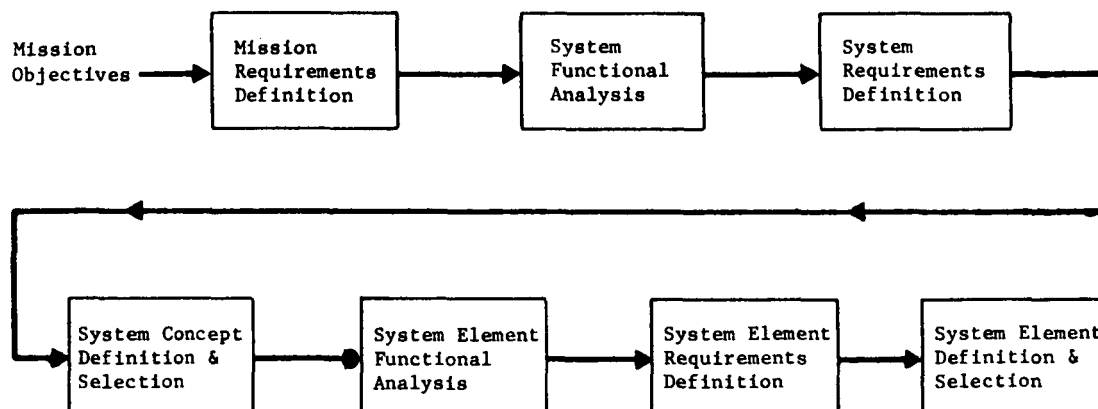 Mission
Objectives
Mission
Requirements
Definition
System
Functional
Analysis
System
Requirements
Definition
System Concept
Definition &
Selection
System Element
Functional
Analysis
System Element
Requirements
Definition
System Element
Definition &
Selection